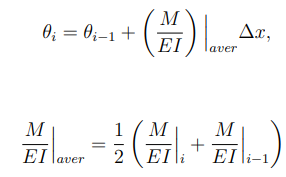 θ_i = θ_{i−1} + (M/EI)|_{aver} Δx,
M/EI|_{aver} = 1/2 (M/EI|_i + M/EI|_{i−1})